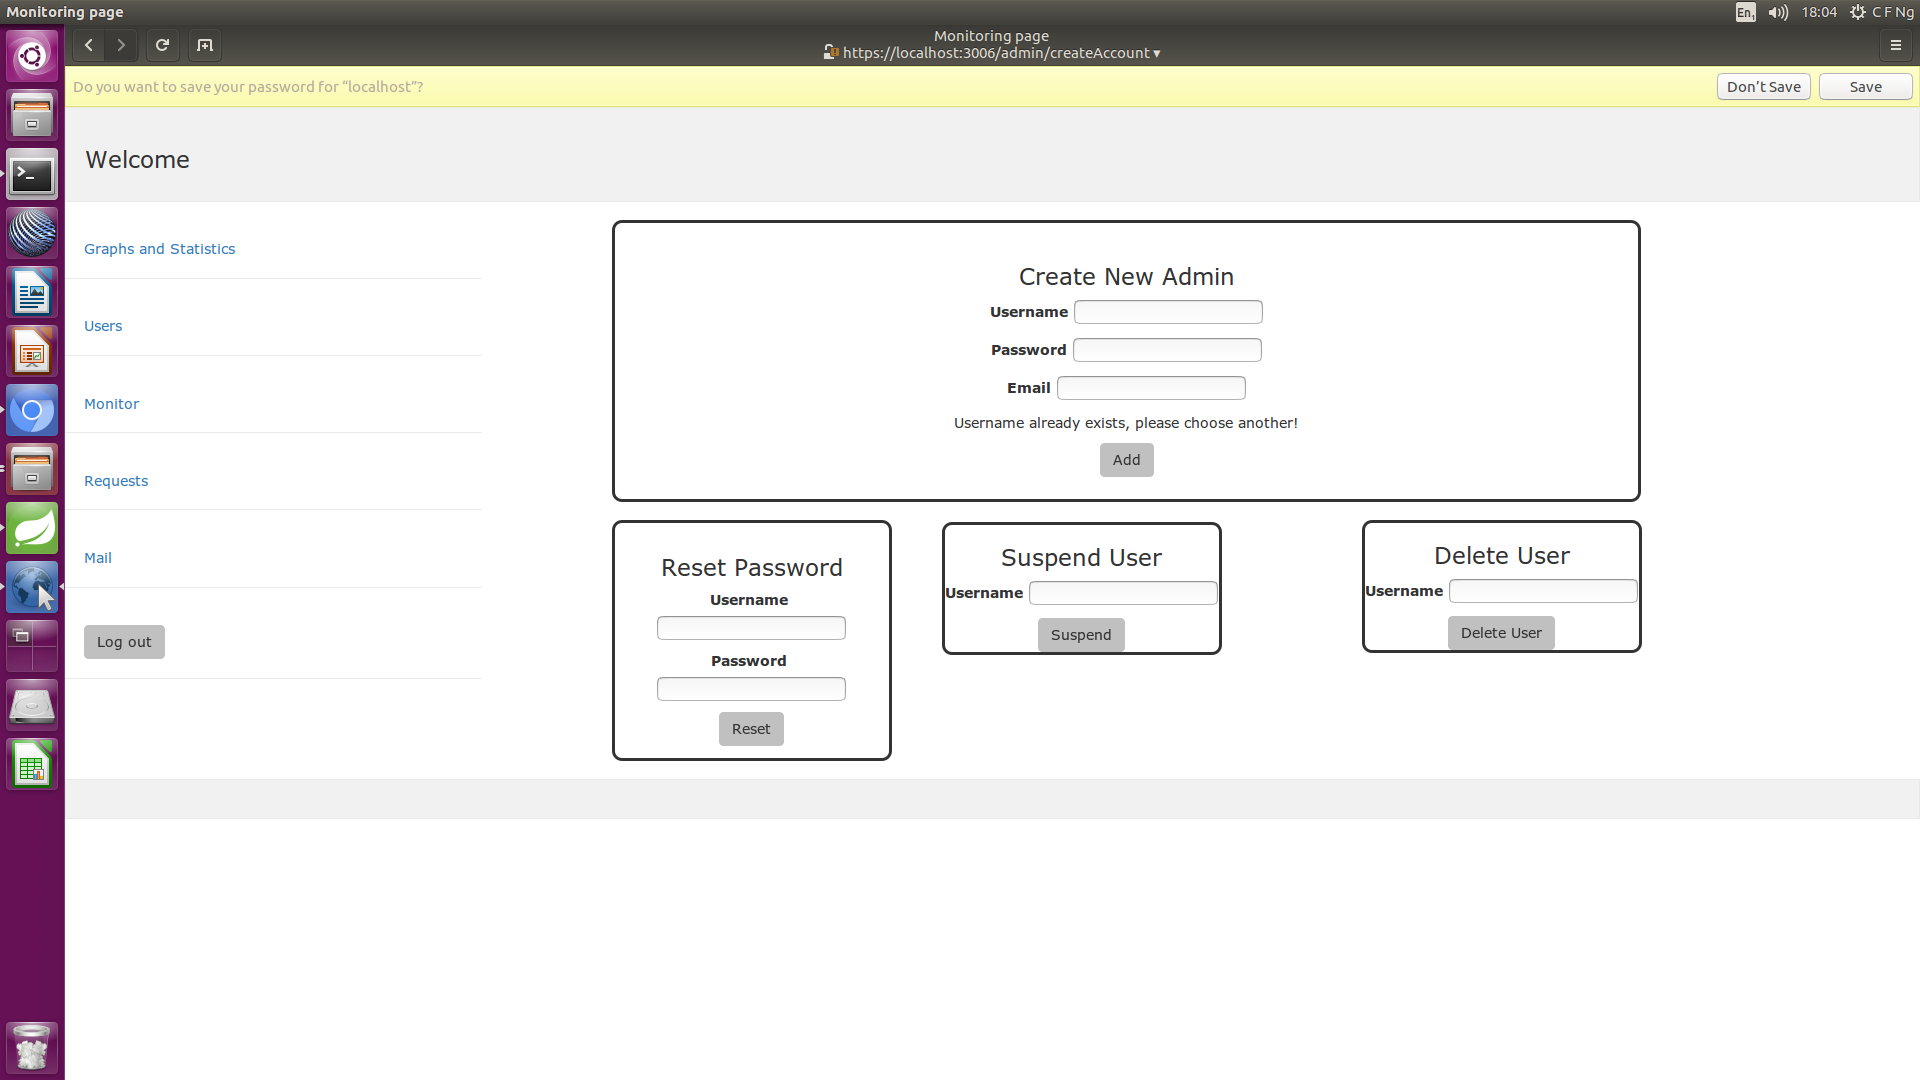 Monitoring page
En1 18:04 C F Ng
Monitoring page
https://localhost:3006/admin/createAccount ▾
Do you want to save your password for “localhost”?
Don’t Save Save
Welcome
Graphs and Statistics
Users
Monitor
Requests
Mail
Log out
Create New Admin
Username
Password
Email
Username already exists, please choose another!
Add
Reset Password
Username
Password
Reset
Suspend User
Username
Suspend
Delete User
Username
Delete User